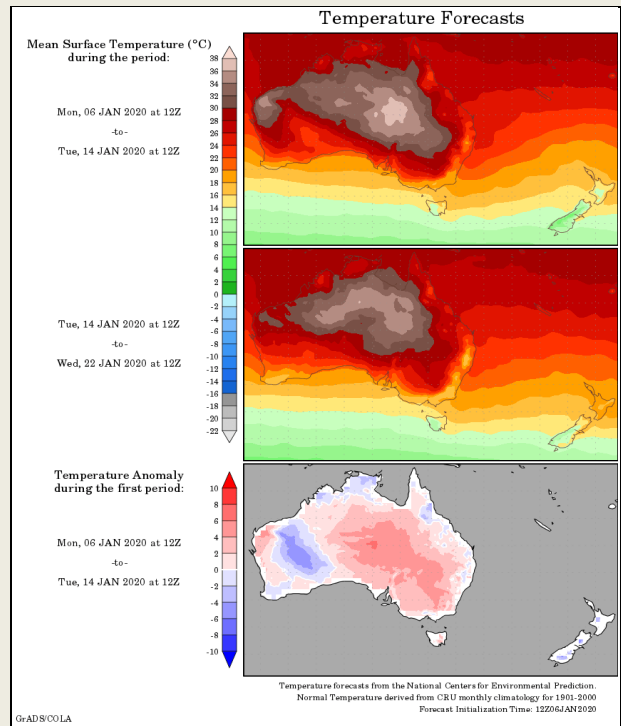 Temperature Forecasts
Mean Surface Temperature (°C)
during the period:
Mon, 06 JAN 2020 at 12Z
-to-
Tue, 14 JAN 2020 at 12Z
38
36
34
32
30
28
26
24
22
20
18
16
14
12
10
8
6
4
2
0
-2
-4
-6
-8
-10
-12
-14
-16
-18
-20
-22
Tue, 14 JAN 2020 at 12Z
-to-
Wed, 22 JAN 2020 at 12Z
Temperature Anomaly
during the first period:
Mon, 06 JAN 2020 at 12Z
-to-
Tue, 14 JAN 2020 at 12Z
10
8
6
4
2
0
-2
-4
-6
-8
-10
Temperature forecasts from the National Centers for Environmental Prediction.
Normal Temperature derived from CRU monthly climatology for 1901-2000
Forecast Initialization Time: 12Z06JAN2020
GrADS/COLA